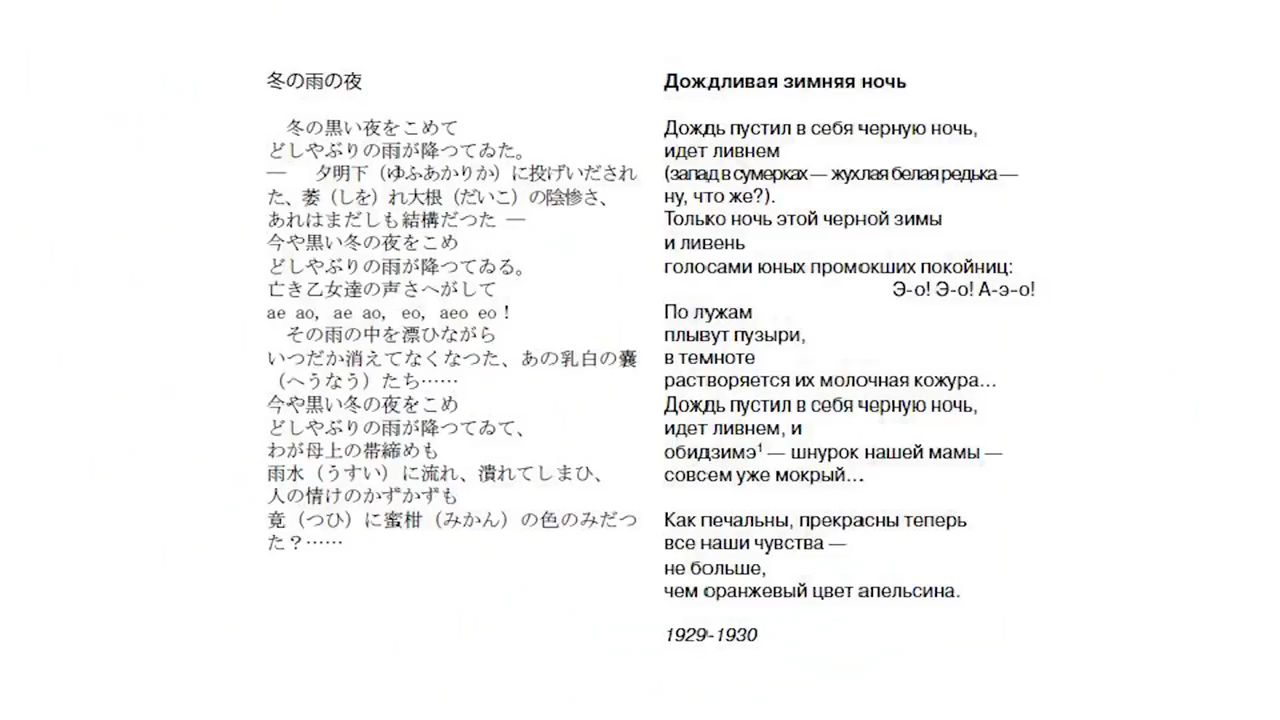 冬の雨の夜
冬の黒い夜をこめて
どしやぶりの雨が降つてゐた。
— 夕明下（ゆふあかりか）に投げいだされ
た、萎（しを）れ大根（だいこ）の陰惨さ、
あれはまだしも結構だつた —
今や黒い冬の夜をこめ
どしやぶりの雨が降つてゐる。
亡き乙女達の声さへがして
ae ao, ae ao, eo, aeo eo！
その雨の中を漂ひながら
いつだか消えてなくなつた、あの乳白の嚢
（へうなう）たち……
今や黒い冬の夜をこめ
どしやぶりの雨が降つてゐて、
わが母上の帯締めも
雨水（うすい）に流れ、潰れてしまひ、
人の情けのかずかずも
竟（つひ）に蜜柑（みかん）の色のみだつ
た？……
Дождливая зимняя ночь
Дождь пустил в себя черную ночь,
идет ливнем
(запад в сумерках — жухлая белая редька —
ну, что же?).
Только ночь этой черной зимы
и ливень
голосами юных промокших покойниц:
Э-о! Э-о! А-э-о!
По лужам
плывут пузыри,
в темноте
растворяется их молочная кожура...
Дождь пустил в себя черную ночь,
идет ливнем, и
обидзимэ¹ — шнурок нашей мамы —
совсем уже мокрый...
Как печальны, прекрасны теперь
все наши чувства —
не больше,
чем оранжевый цвет апельсина.
1929-1930